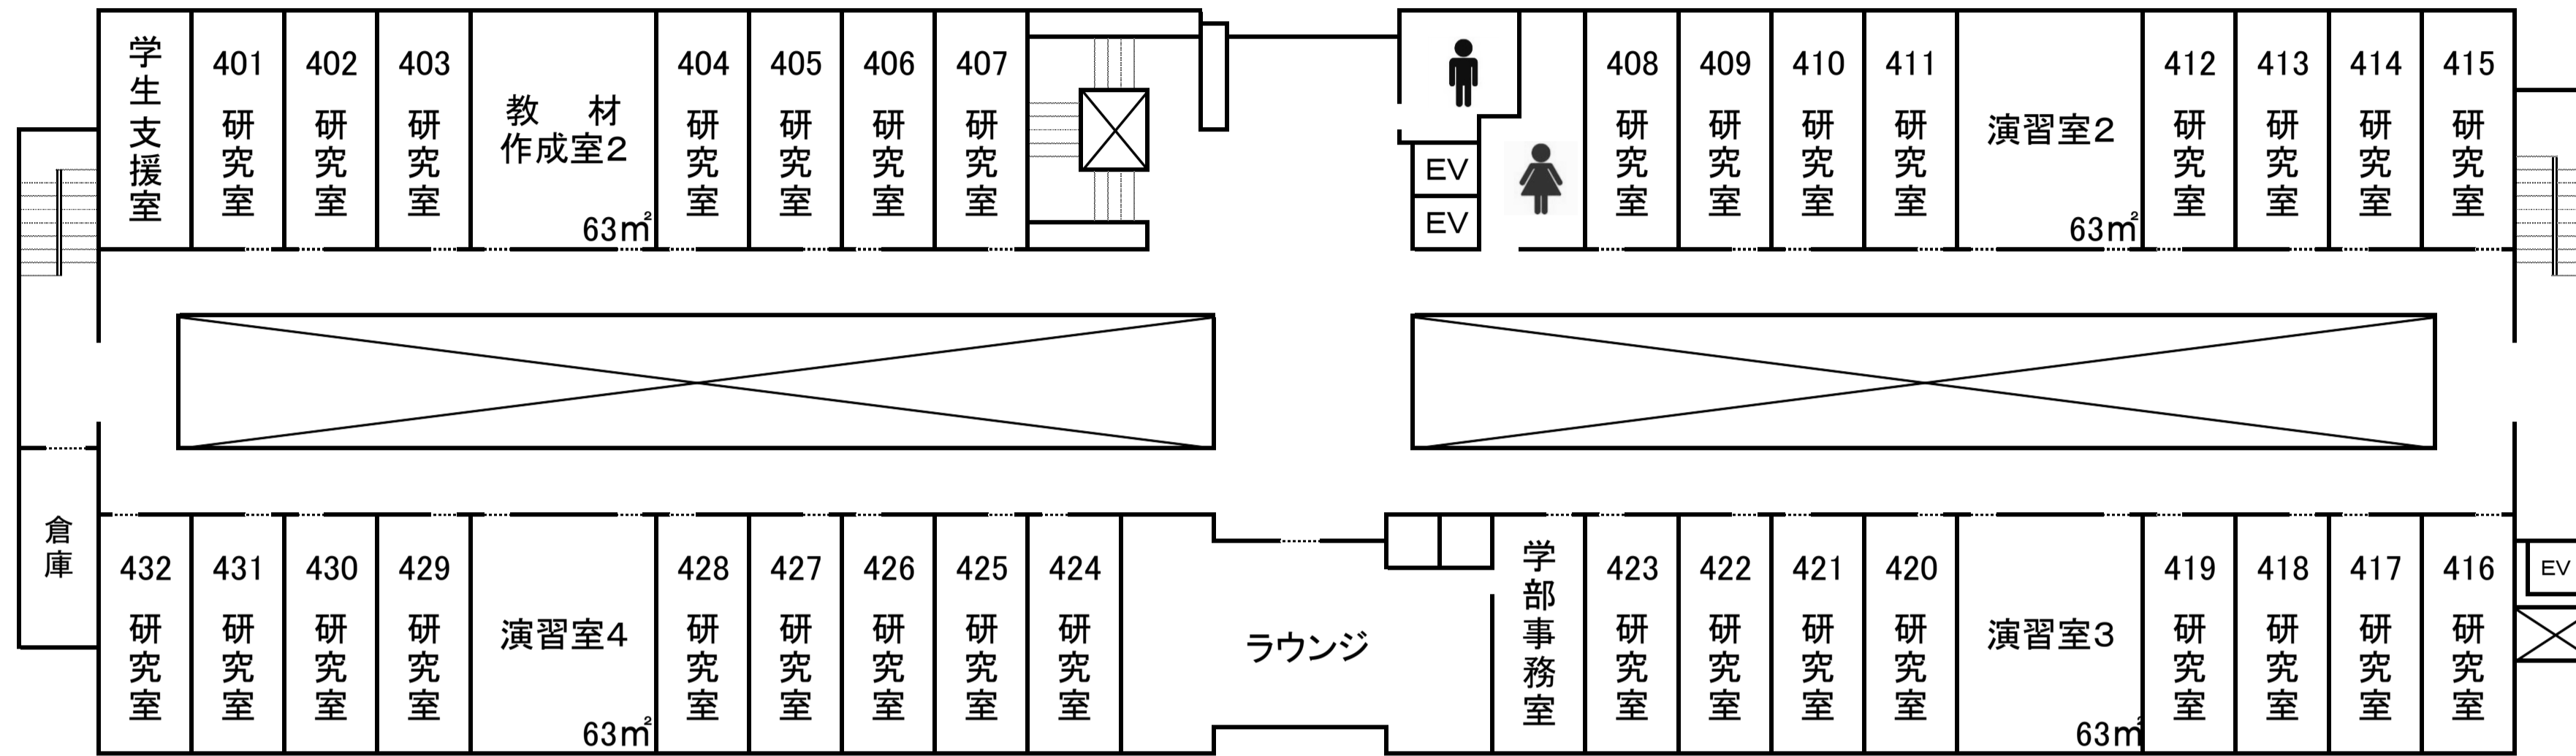 学生支援室
401 研究室
402 研究室
403 研究室
教 材
作成室2
63㎡
404 研究室
405 研究室
406 研究室
407 研究室
EV
EV
408 研究室
409 研究室
410 研究室
411 研究室
演習室2
63㎡
412 研究室
413 研究室
414 研究室
415 研究室
倉庫
432 研究室
431 研究室
430 研究室
429 研究室
演習室4
63㎡
428 研究室
427 研究室
426 研究室
425 研究室
424 研究室
ラウンジ
学部事務室
423 研究室
422 研究室
421 研究室
420 研究室
演習室3
63㎡
419 研究室
418 研究室
417 研究室
416 研究室
EV